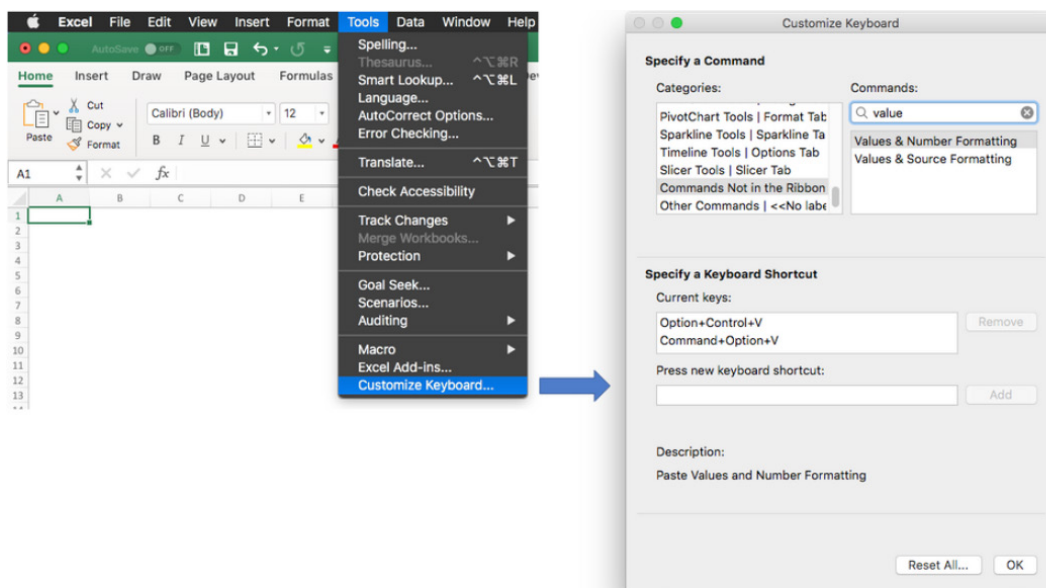 Excel File Edit View Insert Format Tools Data Window Help
AutoSave OFF
Home Insert Draw Page Layout Formulas
Paste
Cut
Copy
Format
Calibri (Body) 12
B I U
A1 fx
A B C D E
1
2
3
4
5
6
7
8
9
10
11
12
13
Spelling...
Thesaurus... ^⌥⌘R
Smart Lookup... ^⌥⌘L
Language...
AutoCorrect Options...
Error Checking...
Translate... ^⌥⌘T
Check Accessibility
Track Changes
Merge Workbooks...
Protection
Goal Seek...
Scenarios...
Auditing
Macro
Excel Add-ins...
Customize Keyboard...
Customize Keyboard
Specify a Command
Categories:
PivotChart Tools | Format Tab
Sparkline Tools | Sparkline Ta
Timeline Tools | Options Tab
Slicer Tools | Slicer Tab
Commands Not in the Ribbon
Other Commands | <<No labe
Commands:
value
Values & Number Formatting
Values & Source Formatting
Specify a Keyboard Shortcut
Current keys:
Option+Control+V
Command+Option+V
Remove
Press new keyboard shortcut:
Add
Description:
Paste Values and Number Formatting
Reset All... OK